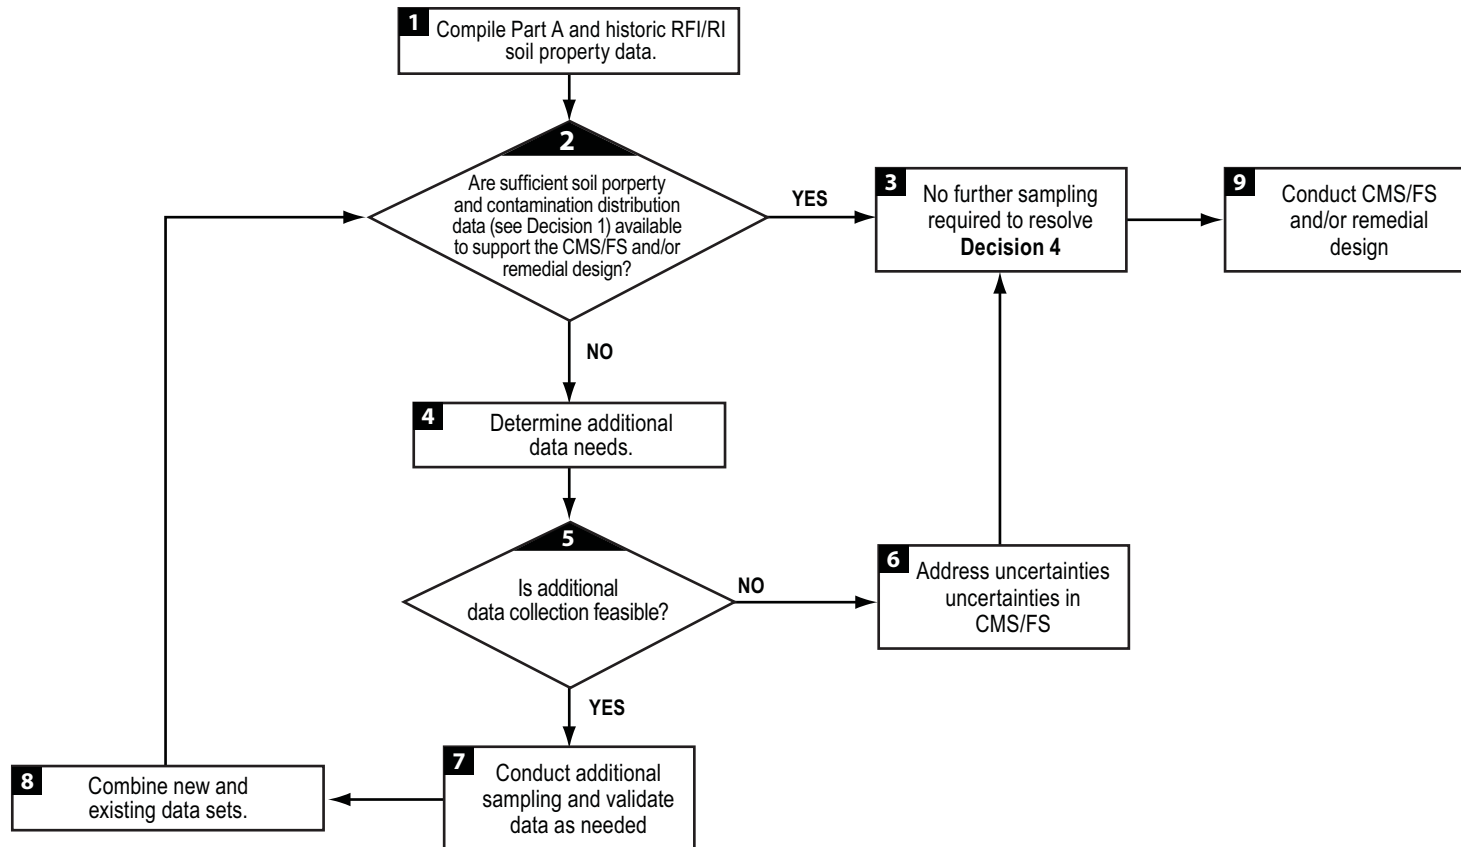 1
Compile Part A and historic RFI/RI
soil property data.
2
Are sufficient soil porperty
and contamination distribution
data (see Decision 1) available
to support the CMS/FS and/or
remedial design?
YES
3
No further sampling
required to resolve
Decision 4
9
Conduct CMS/FS
and/or remedial
design
NO
4
Determine additional
data needs.
5
Is additional
data collection feasible?
NO
6
Address uncertainties
uncertainties in
CMS/FS
YES
7
Conduct additional
sampling and validate
data as needed
8
Combine new and
existing data sets.